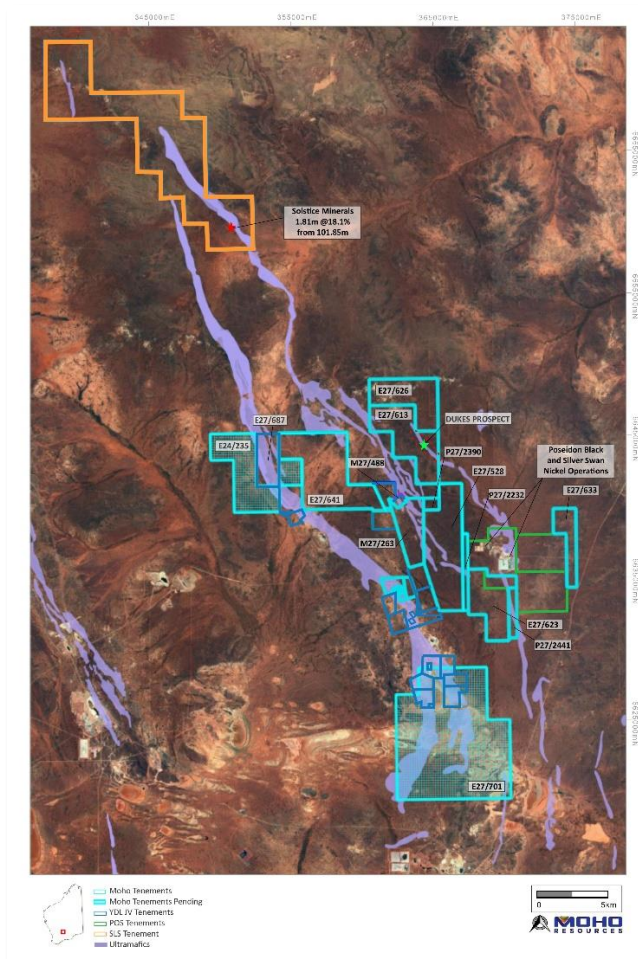 345000mE 355000mE 365000mE 375000mE
6665000mN
Solstice Minerals
1.81m @18.1%
from 101.85m
6655000mN
E27/626
E27/613
DUKES PROSPECT
E27/687
6645000mN
E24/235
P27/2390
Poseidon Black
and Silver Swan
Nickel Operations
M27/488
E27/528
P27/2232
E27/633
E27/641
M27/263
6635000mN
E27/623
P27/2441
6625000mN
E27/701
Moho Tenements
Moho Tenements Pending
YDL JV Tenements
POS Tenements
SLS Tenement
Ultramafics
0 5km
MOHO
RESOURCES